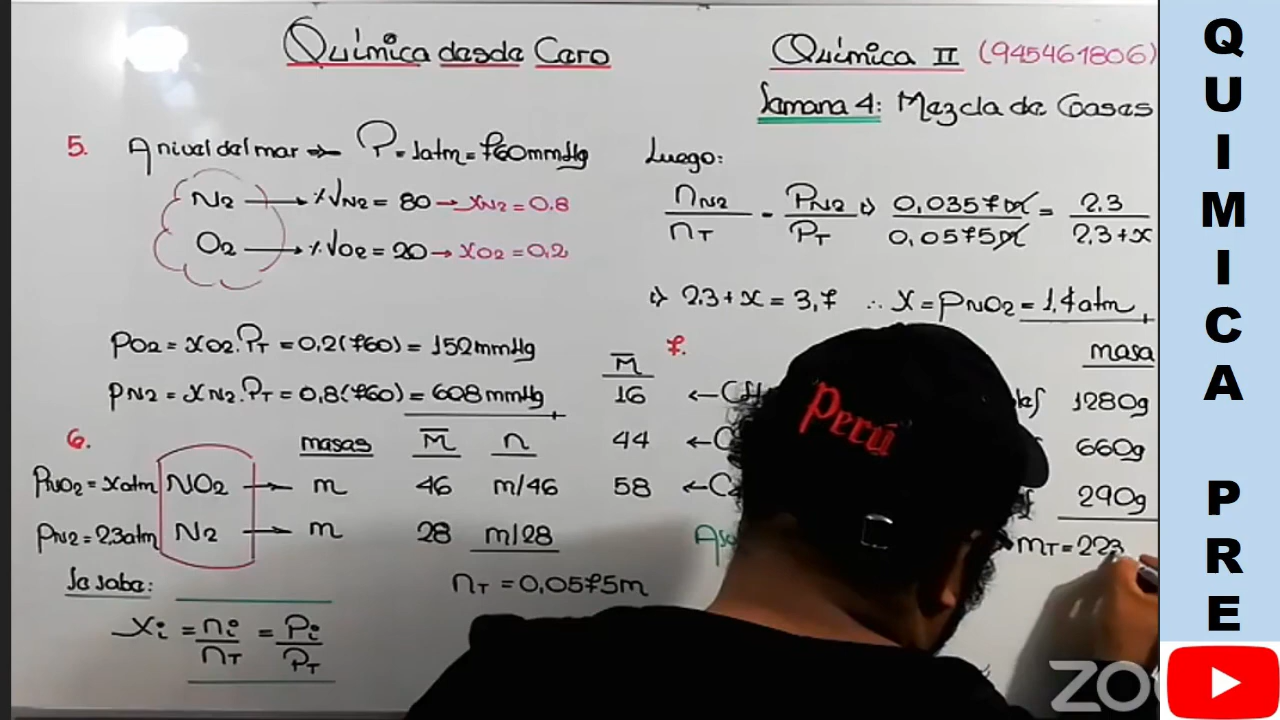 Química desde Cero
Química II (945461806)
Semana 4: Mezcla de Gases
5. A nivel del mar → P = 1atm = 760mmHg
N2 → %VN2 = 80 → XN2 = 0.8
O2 → %VO2 = 20 → XO2 = 0,2
PO2 = XO2.PT = 0,2(760) = 152mmHg
PN2 = XN2.PT = 0,8(760) = 608mmHg
6.
masas M̅ n
PNO2 = x atm NO2 → m 46 m/46
PN2 = 2,3atm N2 → m 28 m/28
Se sabe:
nT = 0,0575m
Xi = ni/nT = Pi/PT
Luego:
nN2/nT = PN2/PT ⇒ 0,0357m/0,0575m = 2.3/2.3+x
⇒ 2.3+x = 3,7 ∴ x = PNO2 = 1,4atm
7.
M̅ masa
16 ← 1280g
44 ← 660g
58 ← 290g
mT = 223
Perú
QUIMICA PRE